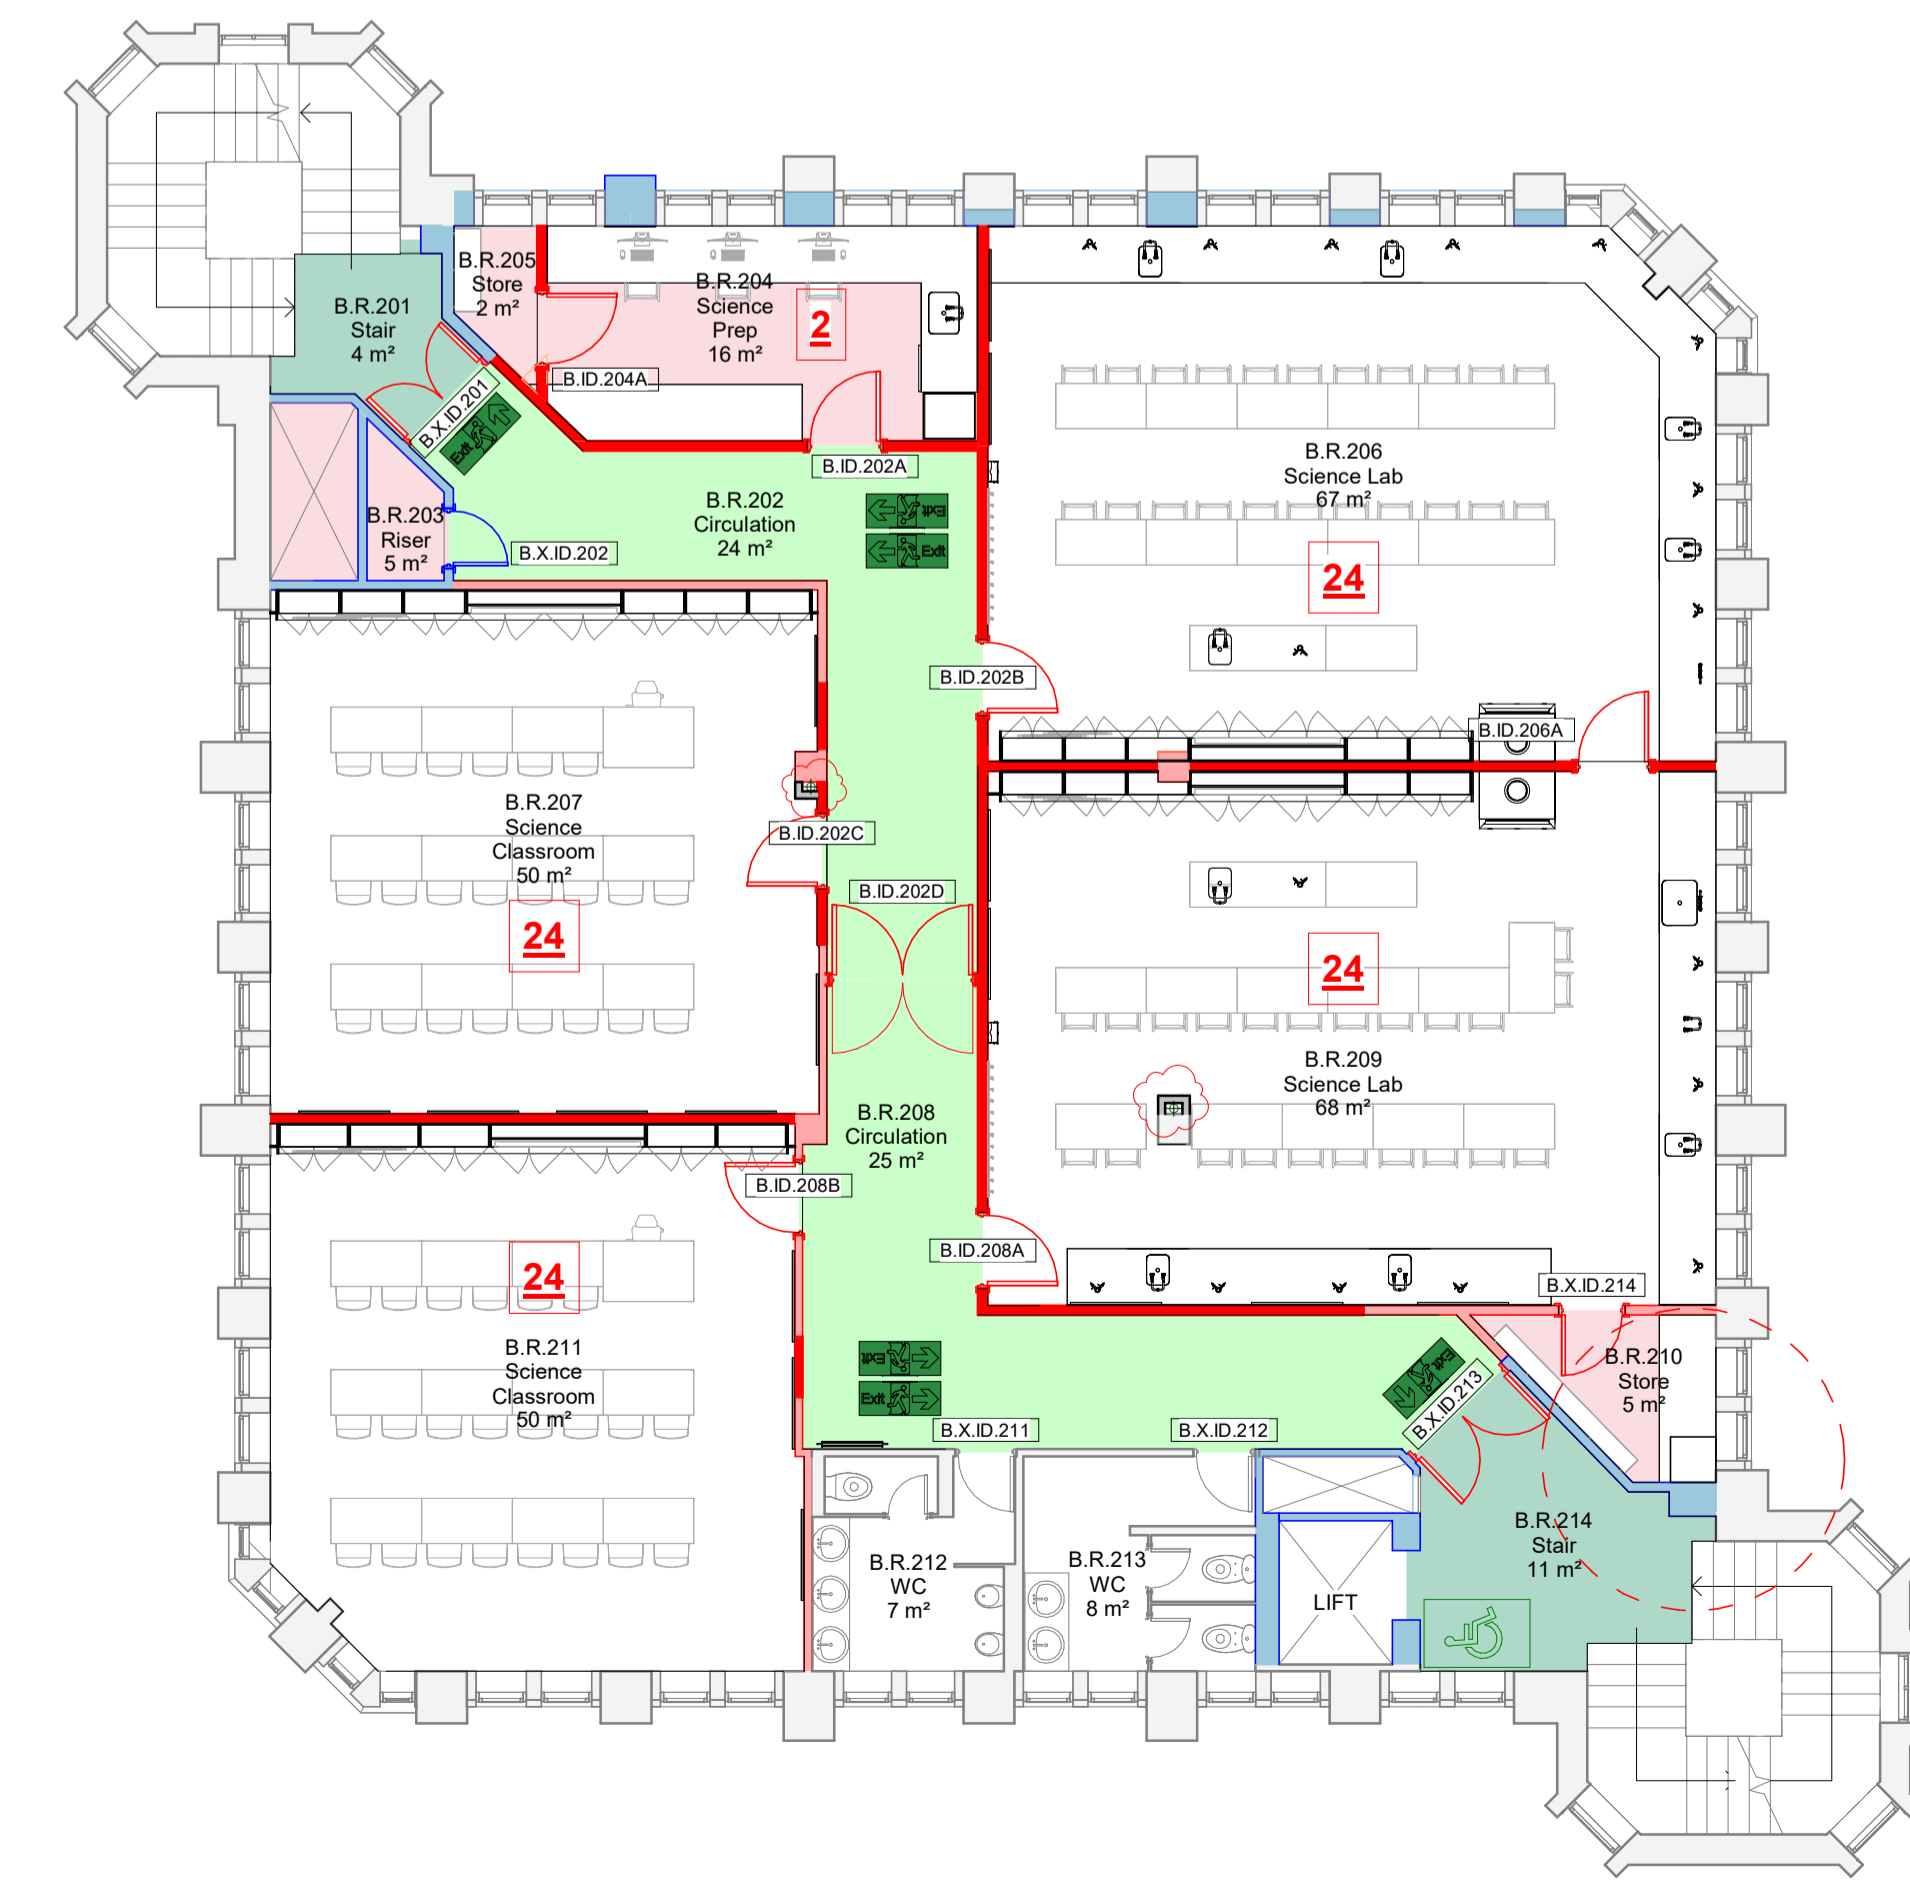 B.R.205
Store
2 m²
B.R.204
Science
Prep
16 m²
2
B.R.201
Stair
4 m²
B.ID.204A
B.X.ID.201
Exit
B.ID.202A
B.R.206
Science Lab
67 m²
24
B.R.202
Circulation
24 m²
Exit
Exit
B.R.203
Riser
5 m²
B.X.ID.202
B.ID.202B
B.ID.206A
B.R.207
Science
Classroom
50 m²
24
B.ID.202C
B.ID.202D
24
B.R.209
Science Lab
68 m²
B.R.208
Circulation
25 m²
B.ID.208B
B.ID.208A
B.X.ID.214
24
B.R.211
Science
Classroom
50 m²
Exit
Exit
Exit
B.X.ID.213
B.R.210
Store
5 m²
B.X.ID.211
B.X.ID.212
B.R.212
WC
7 m²
B.R.213
WC
8 m²
LIFT
B.R.214
Stair
11 m²